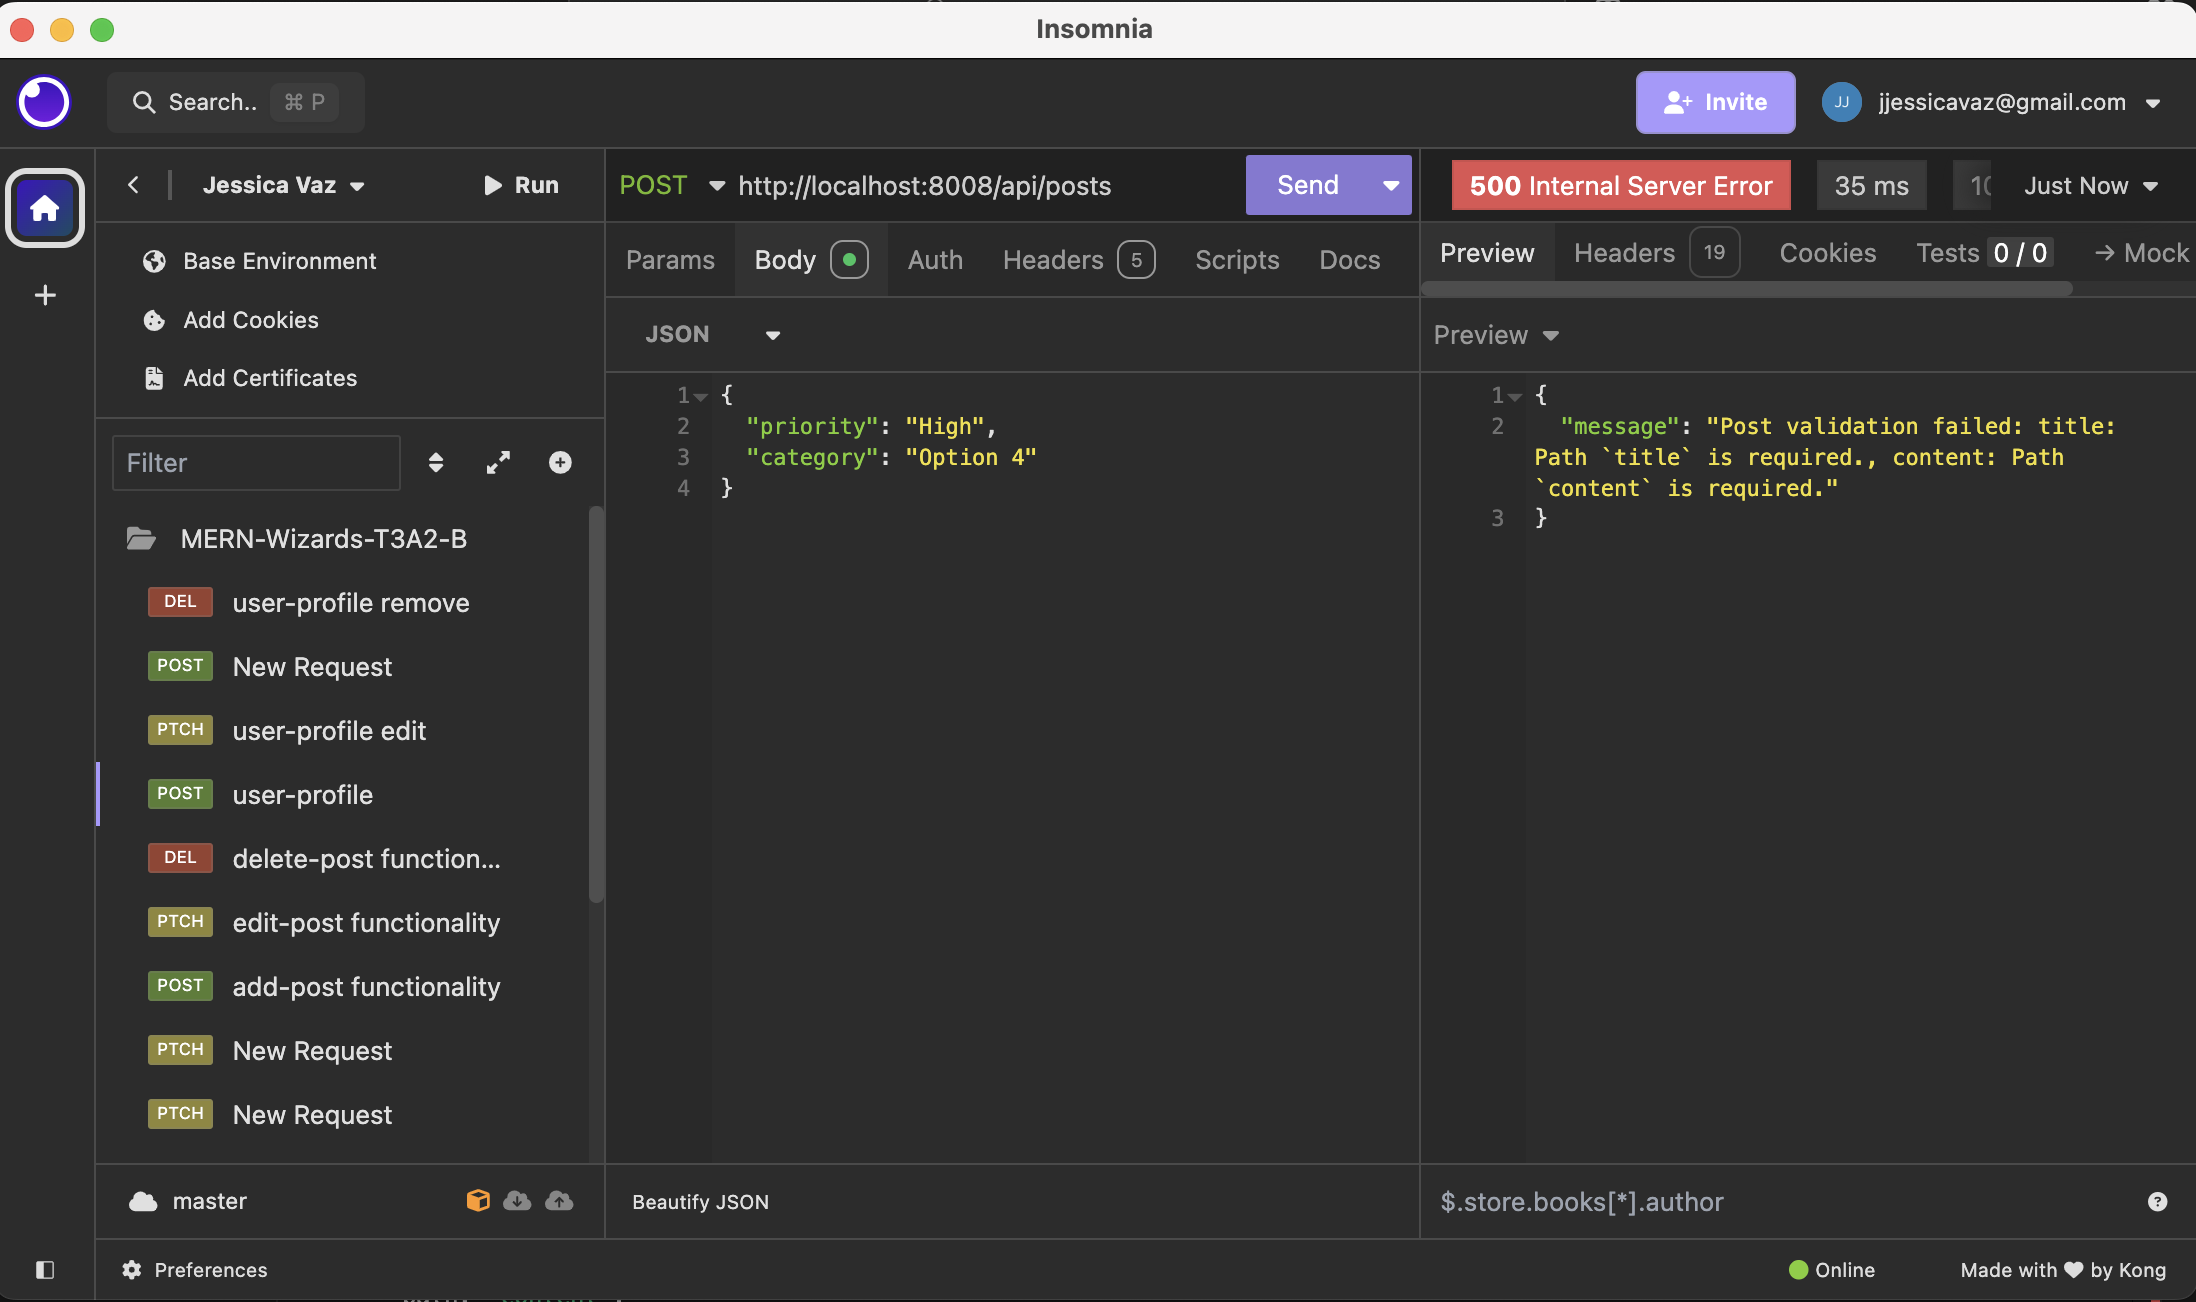 Insomnia
Search.. ⌘ P
Invite
JJ
jjessicavaz@gmail.com
Jessica Vaz
Run
Base Environment
Add Cookies
Add Certificates
Filter
MERN-Wizards-T3A2-B
DEL user-profile remove
POST New Request
PTCH user-profile edit
POST user-profile
DEL delete-post function...
PTCH edit-post functionality
POST add-post functionality
PTCH New Request
PTCH New Request
master
POST http://localhost:8008/api/posts Send
Params Body Auth Headers 5 Scripts Docs
JSON
1 {
2 "priority": "High",
3 "category": "Option 4"
4 }
Beautify JSON
500 Internal Server Error 35 ms Just Now
Preview Headers 19 Cookies Tests 0 / 0 → Mock
Preview
1 {
2 "message": "Post validation failed: title:
Path `title` is required., content: Path
`content` is required."
3 }
$.store.books[*].author
Preferences
Online
Made with ♥ by Kong